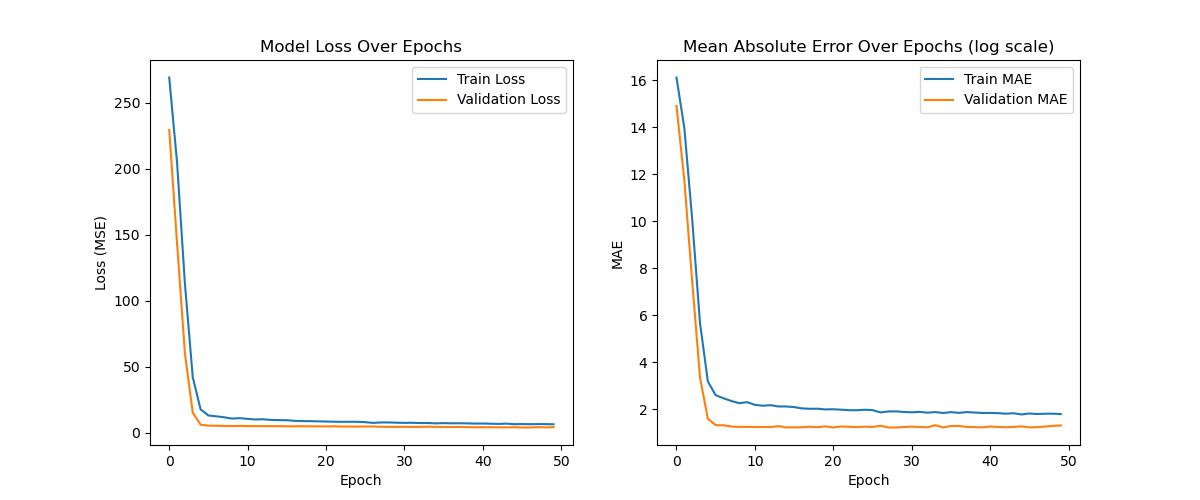 Model Loss Over Epochs
Train Loss
Validation Loss
250
200
150
100
50
0
Loss (MSE)
0 10 20 30 40 50
Epoch
Mean Absolute Error Over Epochs (log scale)
Train MAE
Validation MAE
16
14
12
10
8
6
4
2
MAE
0 10 20 30 40 50
Epoch